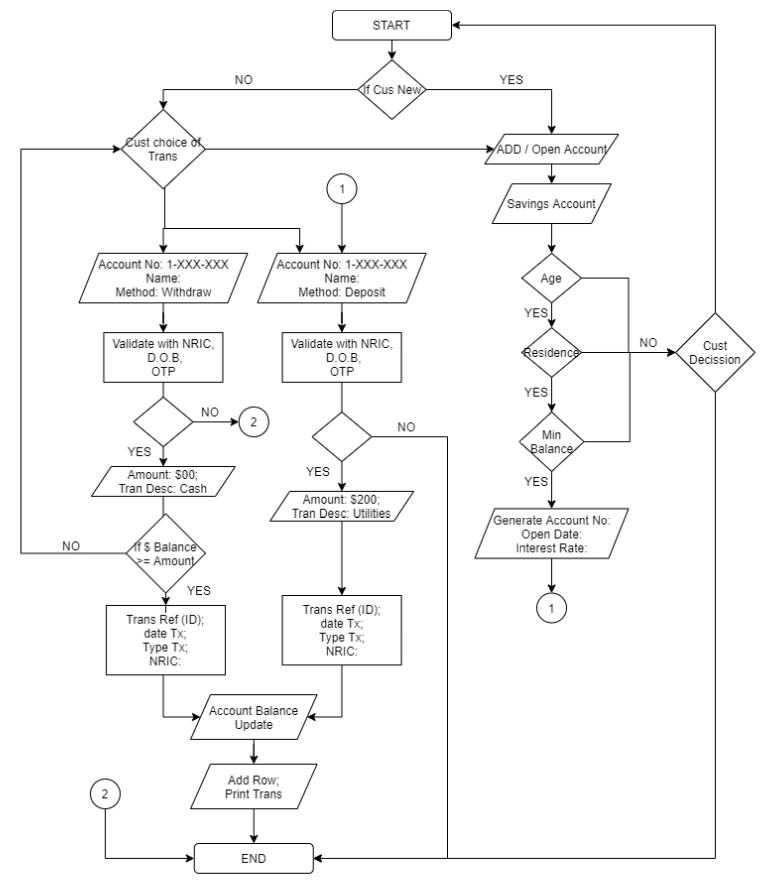 START
If Cus New
NO
YES
Cust choice of
Trans
ADD / Open Account
1
Savings Account
Account No: 1-XXX-XXX
Name:
Method: Withdraw
Account No: 1-XXX-XXX
Name:
Method: Deposit
Age
YES
Validate with NRIC,
D.O.B,
OTP
Validate with NRIC,
D.O.B,
OTP
Residence
NO
Cust
Decission
YES
NO
2
NO
Min
Balance
YES
YES
YES
Amount: $00;
Tran Desc: Cash
Amount: $200;
Tran Desc: Utilities
Generate Account No:
Open Date:
Interest Rate:
NO
If $ Balance
>= Amount
YES
Trans Ref (ID);
date Tx;
Type Tx;
NRIC:
Trans Ref (ID);
date Tx;
Type Tx;
NRIC:
1
Account Balance
Update
Add Row;
Print Trans
2
END